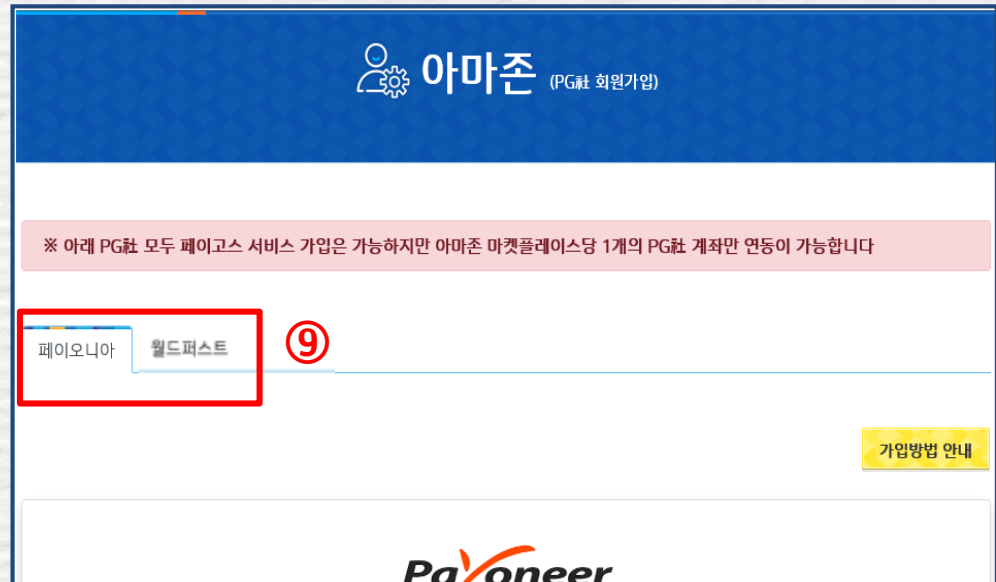 아마존 (PG社 회원가입)
※ 아래 PG社 모두 페이고스 서비스 가입은 가능하지만 아마존 마켓플레이스당 1개의 PG社 계좌만 연동이 가능합니다
페이오니아 월드퍼스트 ⑨
가입방법 안내
Payoneer